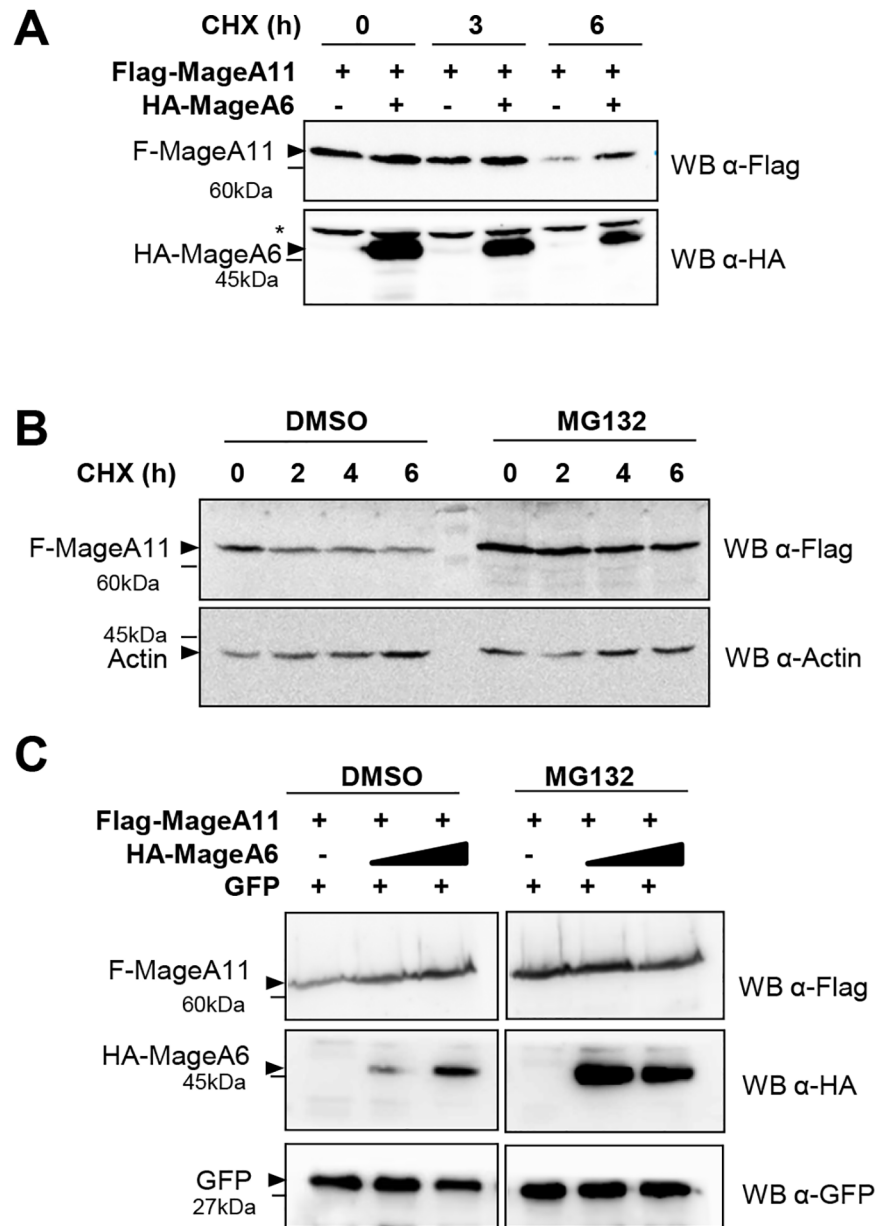 A
CHX (h) 0 3 6
Flag-MageA11 + + + + + +
HA-MageA6 - + - + - +
F-MageA11
60kDa
WB α-Flag
*
HA-MageA6
45kDa
WB α-HA
B
DMSO MG132
CHX (h) 0 2 4 6 0 2 4 6
F-MageA11
60kDa
WB α-Flag
45kDa
Actin
WB α-Actin
C
DMSO MG132
Flag-MageA11 + + + + + +
HA-MageA6 - -
GFP + + + + + +
F-MageA11
60kDa
WB α-Flag
HA-MageA6
45kDa
WB α-HA
GFP
27kDa
WB α-GFP